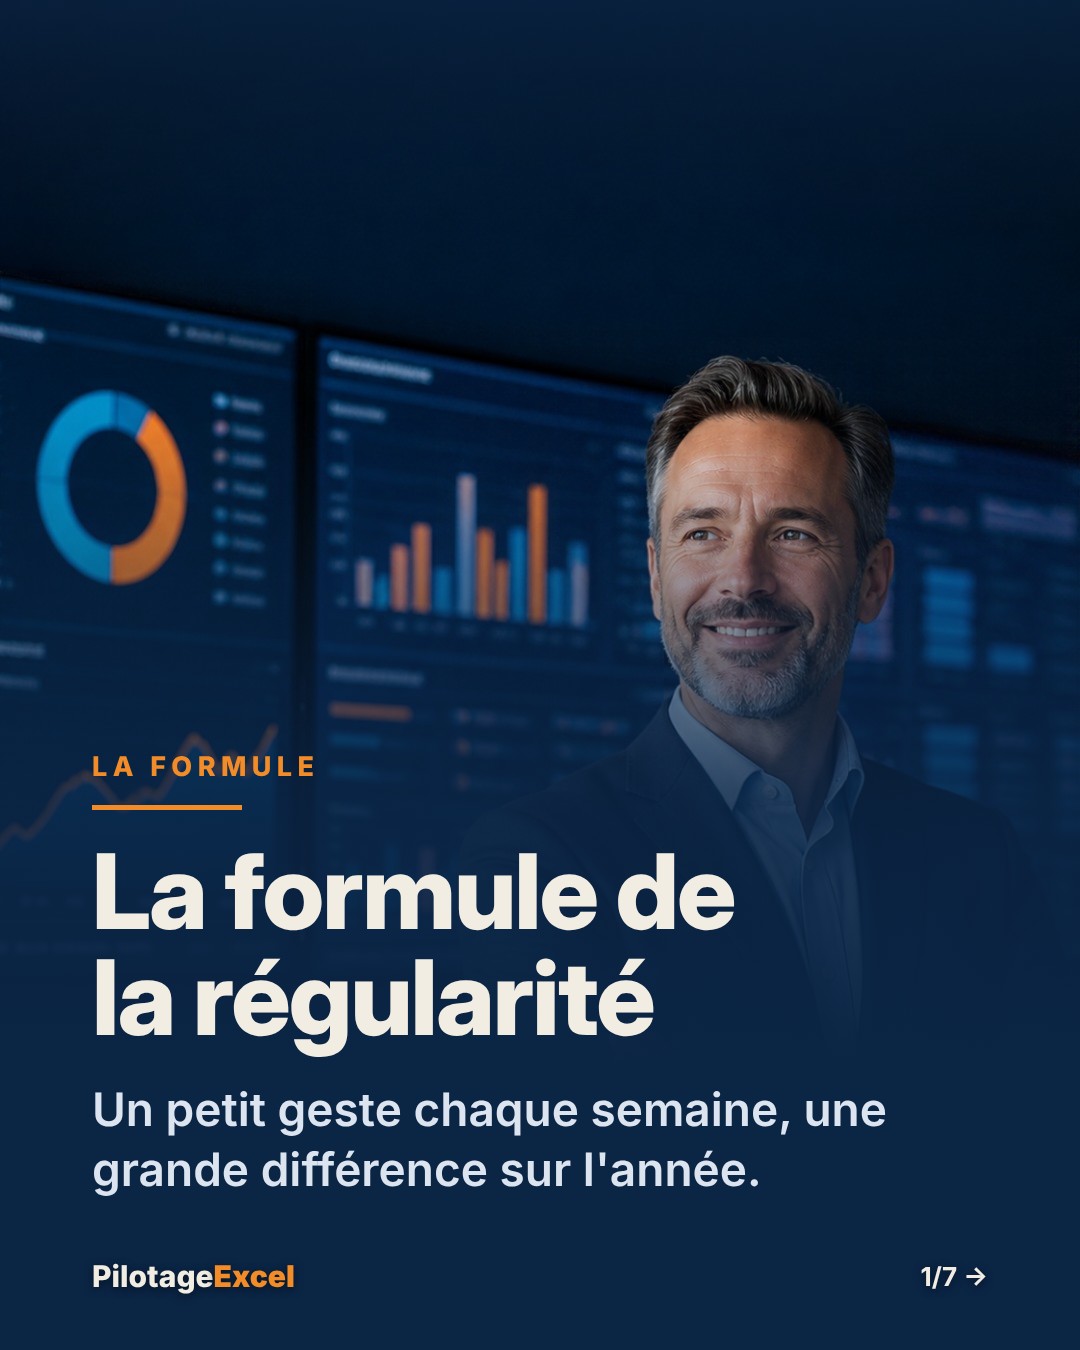 LA FORMULE
La formule de
la régularité
Un petit geste chaque semaine, une
grande différence sur l'année.
PilotageExcel
1/7 →